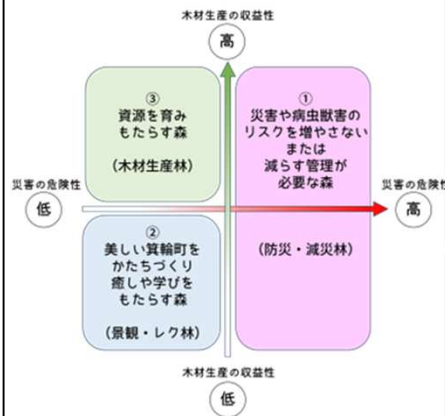 木材生産の収益性
高
③
資源を育み
もたらす森
(木材生産林)
①
災害や病虫獣害の
リスクを増やさない
または
減らす管理が
必要な森
(防災・減災林)
災害の危険性
低
災害の危険性
高
②
美しい箕輪町を
かたちづくり
癒しや学びを
もたらす森
(景観・レク林)
木材生産の収益性
低